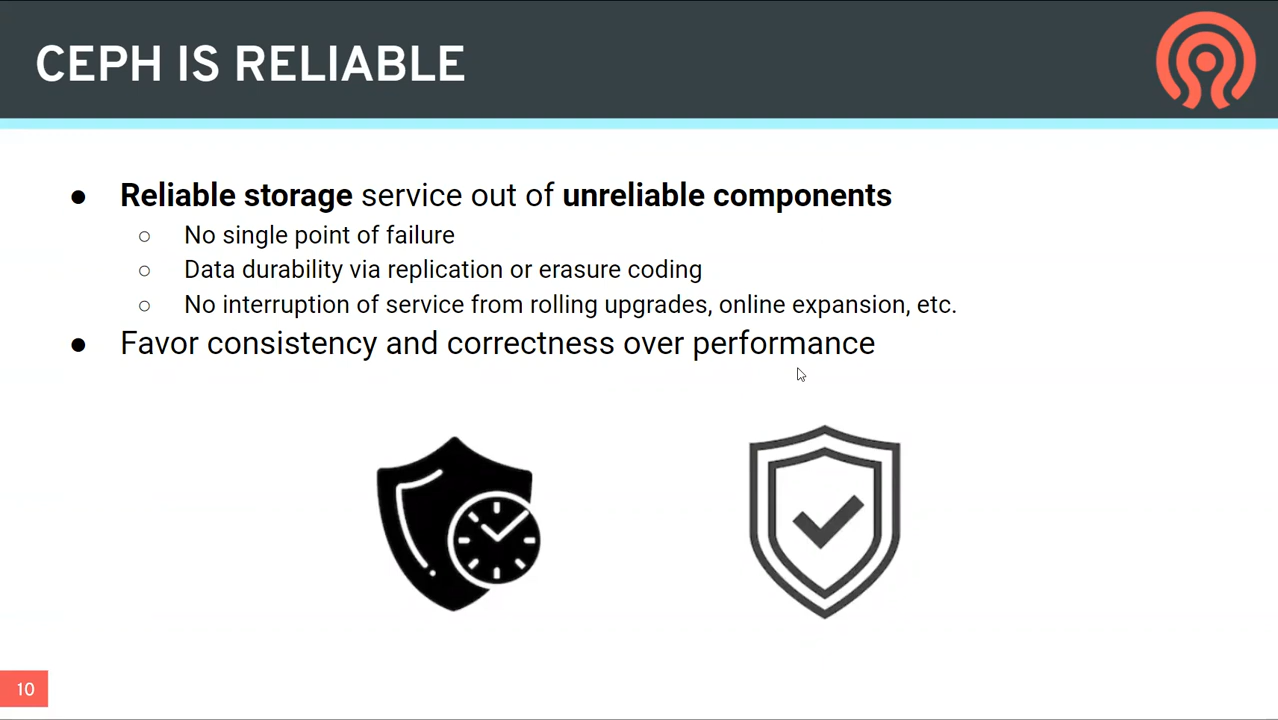 CEPH IS RELIABLE
● Reliable storage service out of unreliable components
○ No single point of failure
○ Data durability via replication or erasure coding
○ No interruption of service from rolling upgrades, online expansion, etc.
● Favor consistency and correctness over performance
10